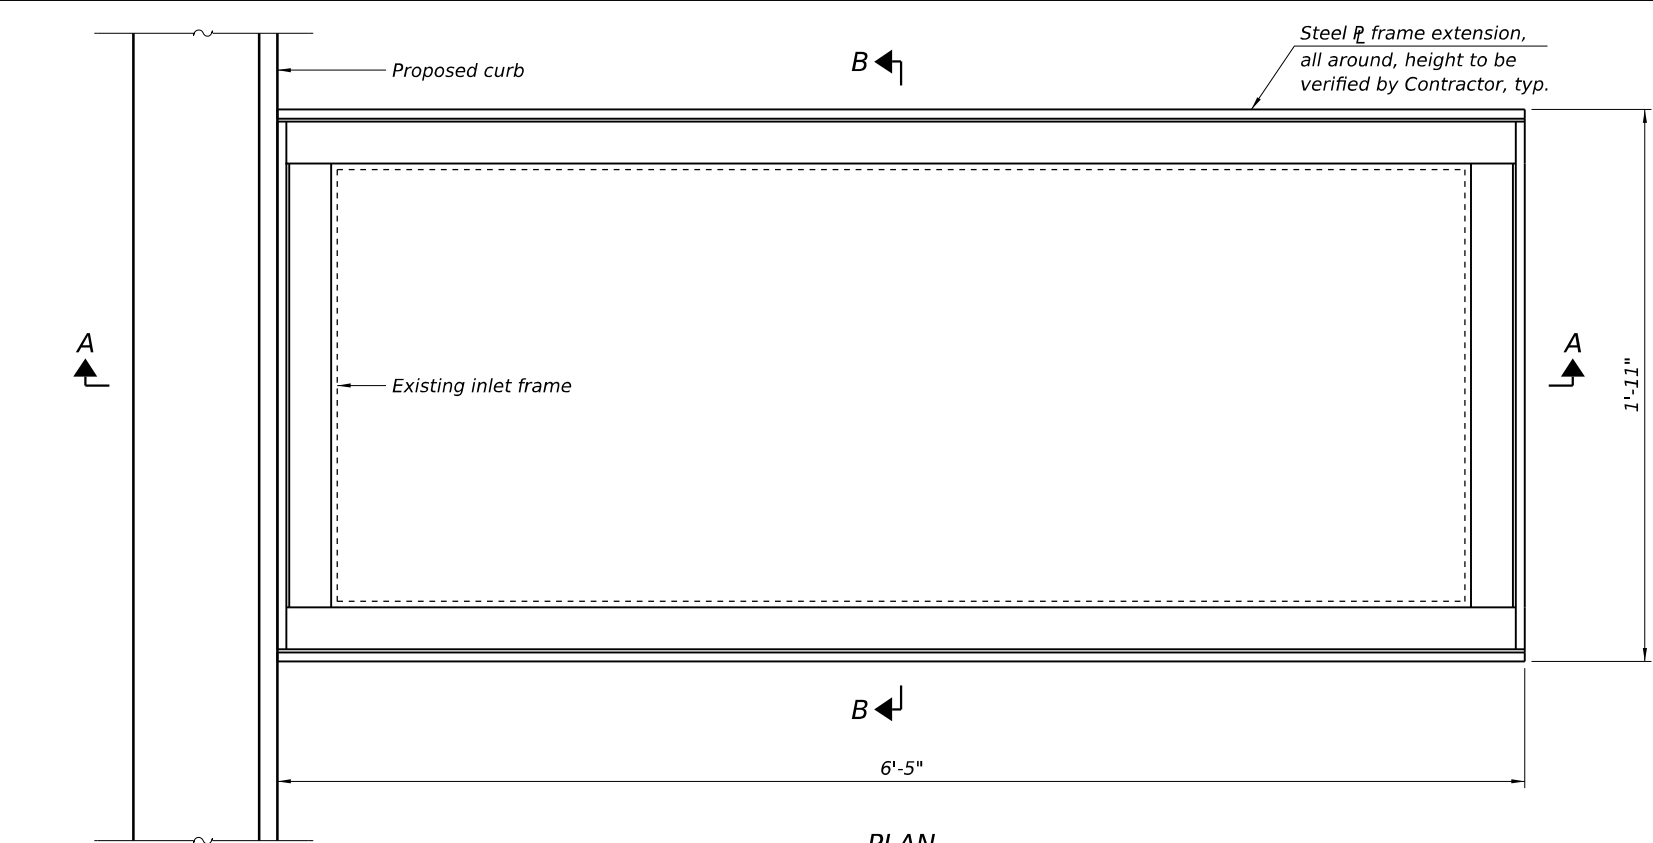 Steel ⅊ frame extension,
all around, height to be
verified by Contractor, typ.
Proposed curb
B
A
A
Existing inlet frame
1'-11"
B
6'-5"
PLAN